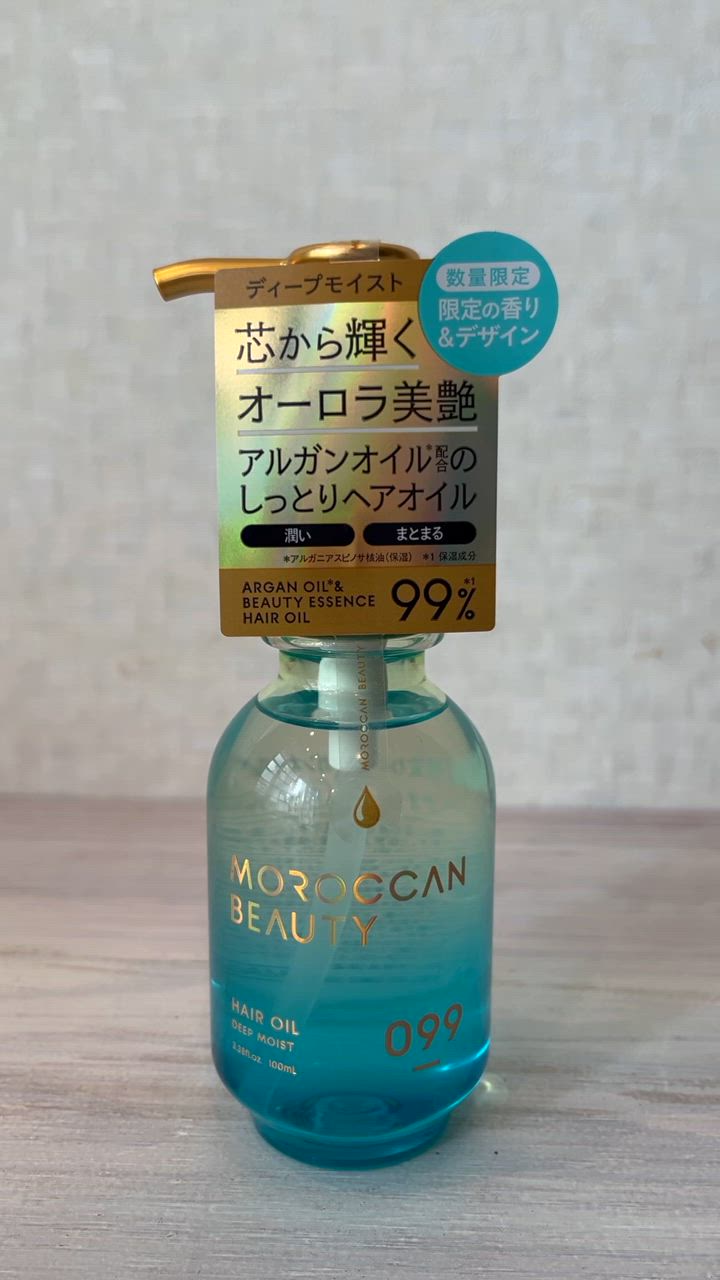 ディープモイスト
数量限定
限定の香り
&デザイン
芯から輝く
オーロラ美艶
アルガンオイル*配合の
しっとりヘアオイル
潤い まとまる
*アルガニアスピノサ核油(保湿) *1 保湿成分
ARGAN OIL*&
BEAUTY ESSENCE
HAIR OIL
99%*1
MOROCCAN BEAUTY
MOROCCAN
BEAUTY
HAIR OIL
DEEP MOIST
3.38fl.oz. 100mL
099